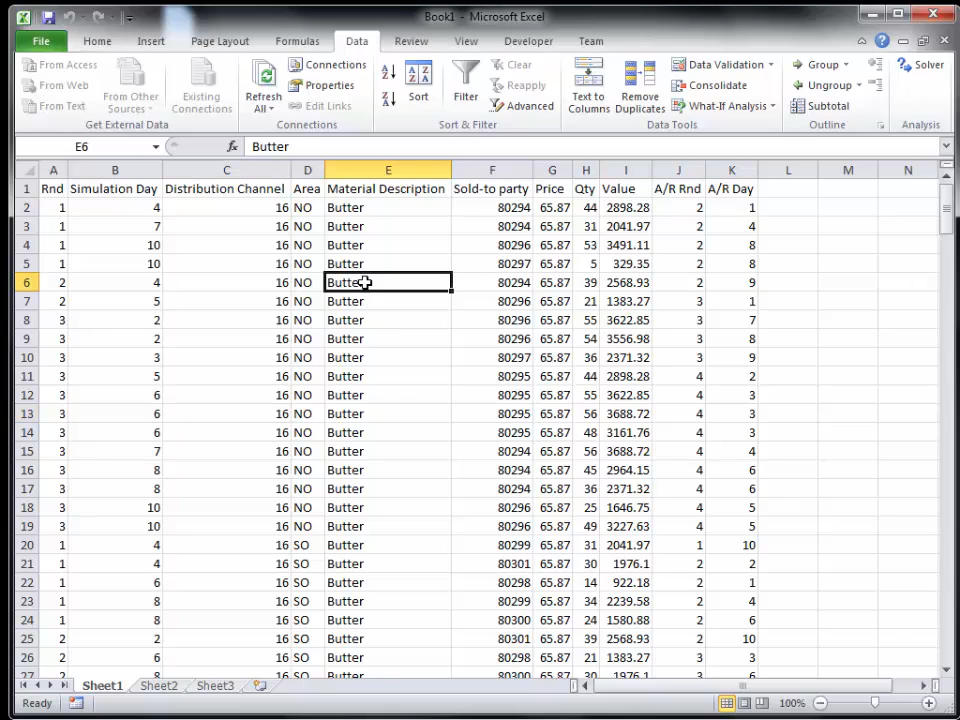 Book1 - Microsoft Excel
File Home Insert Page Layout Formulas Data Review View Developer Team
From Access
From Web
From Text
From Other Sources
Existing Connections
Get External Data
Refresh All
Connections
Properties
Edit Links
Connections
Sort
Filter
Clear
Reapply
Advanced
Sort & Filter
Text to Columns
Remove Duplicates
Data Validation
Consolidate
What-If Analysis
Data Tools
Group
Ungroup
Subtotal
Outline
Solver
Analysis
E6 fx Butter
A B C D E F G H I J K L M N
1 Rnd Simulation Day Distribution Channel Area Material Description Sold-to party Price Qty Value A/R Rnd A/R Day
2 1 4 16 NO Butter 80294 65.87 44 2898.28 2 1
3 1 7 16 NO Butter 80294 65.87 31 2041.97 2 4
4 1 10 16 NO Butter 80296 65.87 53 3491.11 2 8
5 1 10 16 NO Butter 80297 65.87 5 329.35 2 8
6 2 4 16 NO Butter 80294 65.87 39 2568.93 2 9
7 2 5 16 NO Butter 80296 65.87 21 1383.27 3 1
8 3 2 16 NO Butter 80296 65.87 55 3622.85 3 7
9 3 2 16 NO Butter 80296 65.87 54 3556.98 3 8
10 3 3 16 NO Butter 80297 65.87 36 2371.32 3 9
11 3 5 16 NO Butter 80296 65.87 44 2898.28 4 2
12 3 6 16 NO Butter 80295 65.87 55 3622.85 4 3
13 3 6 16 NO Butter 80295 65.87 56 3688.72 4 3
14 3 6 16 NO Butter 80295 65.87 48 3161.76 4 3
15 3 7 16 NO Butter 80295 65.87 56 3688.72 4 4
16 3 8 16 NO Butter 80296 65.87 45 2964.15 4 6
17 3 8 16 NO Butter 80294 65.87 36 2371.32 4 6
18 3 10 16 NO Butter 80296 65.87 25 1646.75 4 5
19 3 10 16 NO Butter 80296 65.87 49 3227.63 4 5
20 1 4 16 SO Butter 80299 65.87 31 2041.97 1 10
21 1 4 16 SO Butter 80301 65.87 30 1976.1 2 2
22 1 6 16 SO Butter 80298 65.87 14 922.18 2 1
23 1 8 16 SO Butter 80299 65.87 34 2239.58 2 4
24 1 8 16 SO Butter 80300 65.87 24 1580.88 2 6
25 2 2 16 SO Butter 80301 65.87 39 2568.93 2 10
26 2 6 16 SO Butter 80298 65.87 21 1383.27 3 3
27 2 8 16 SO Butter 80300 65.87 30 1976.1 3 6
Sheet1 Sheet2 Sheet3
Ready 100%